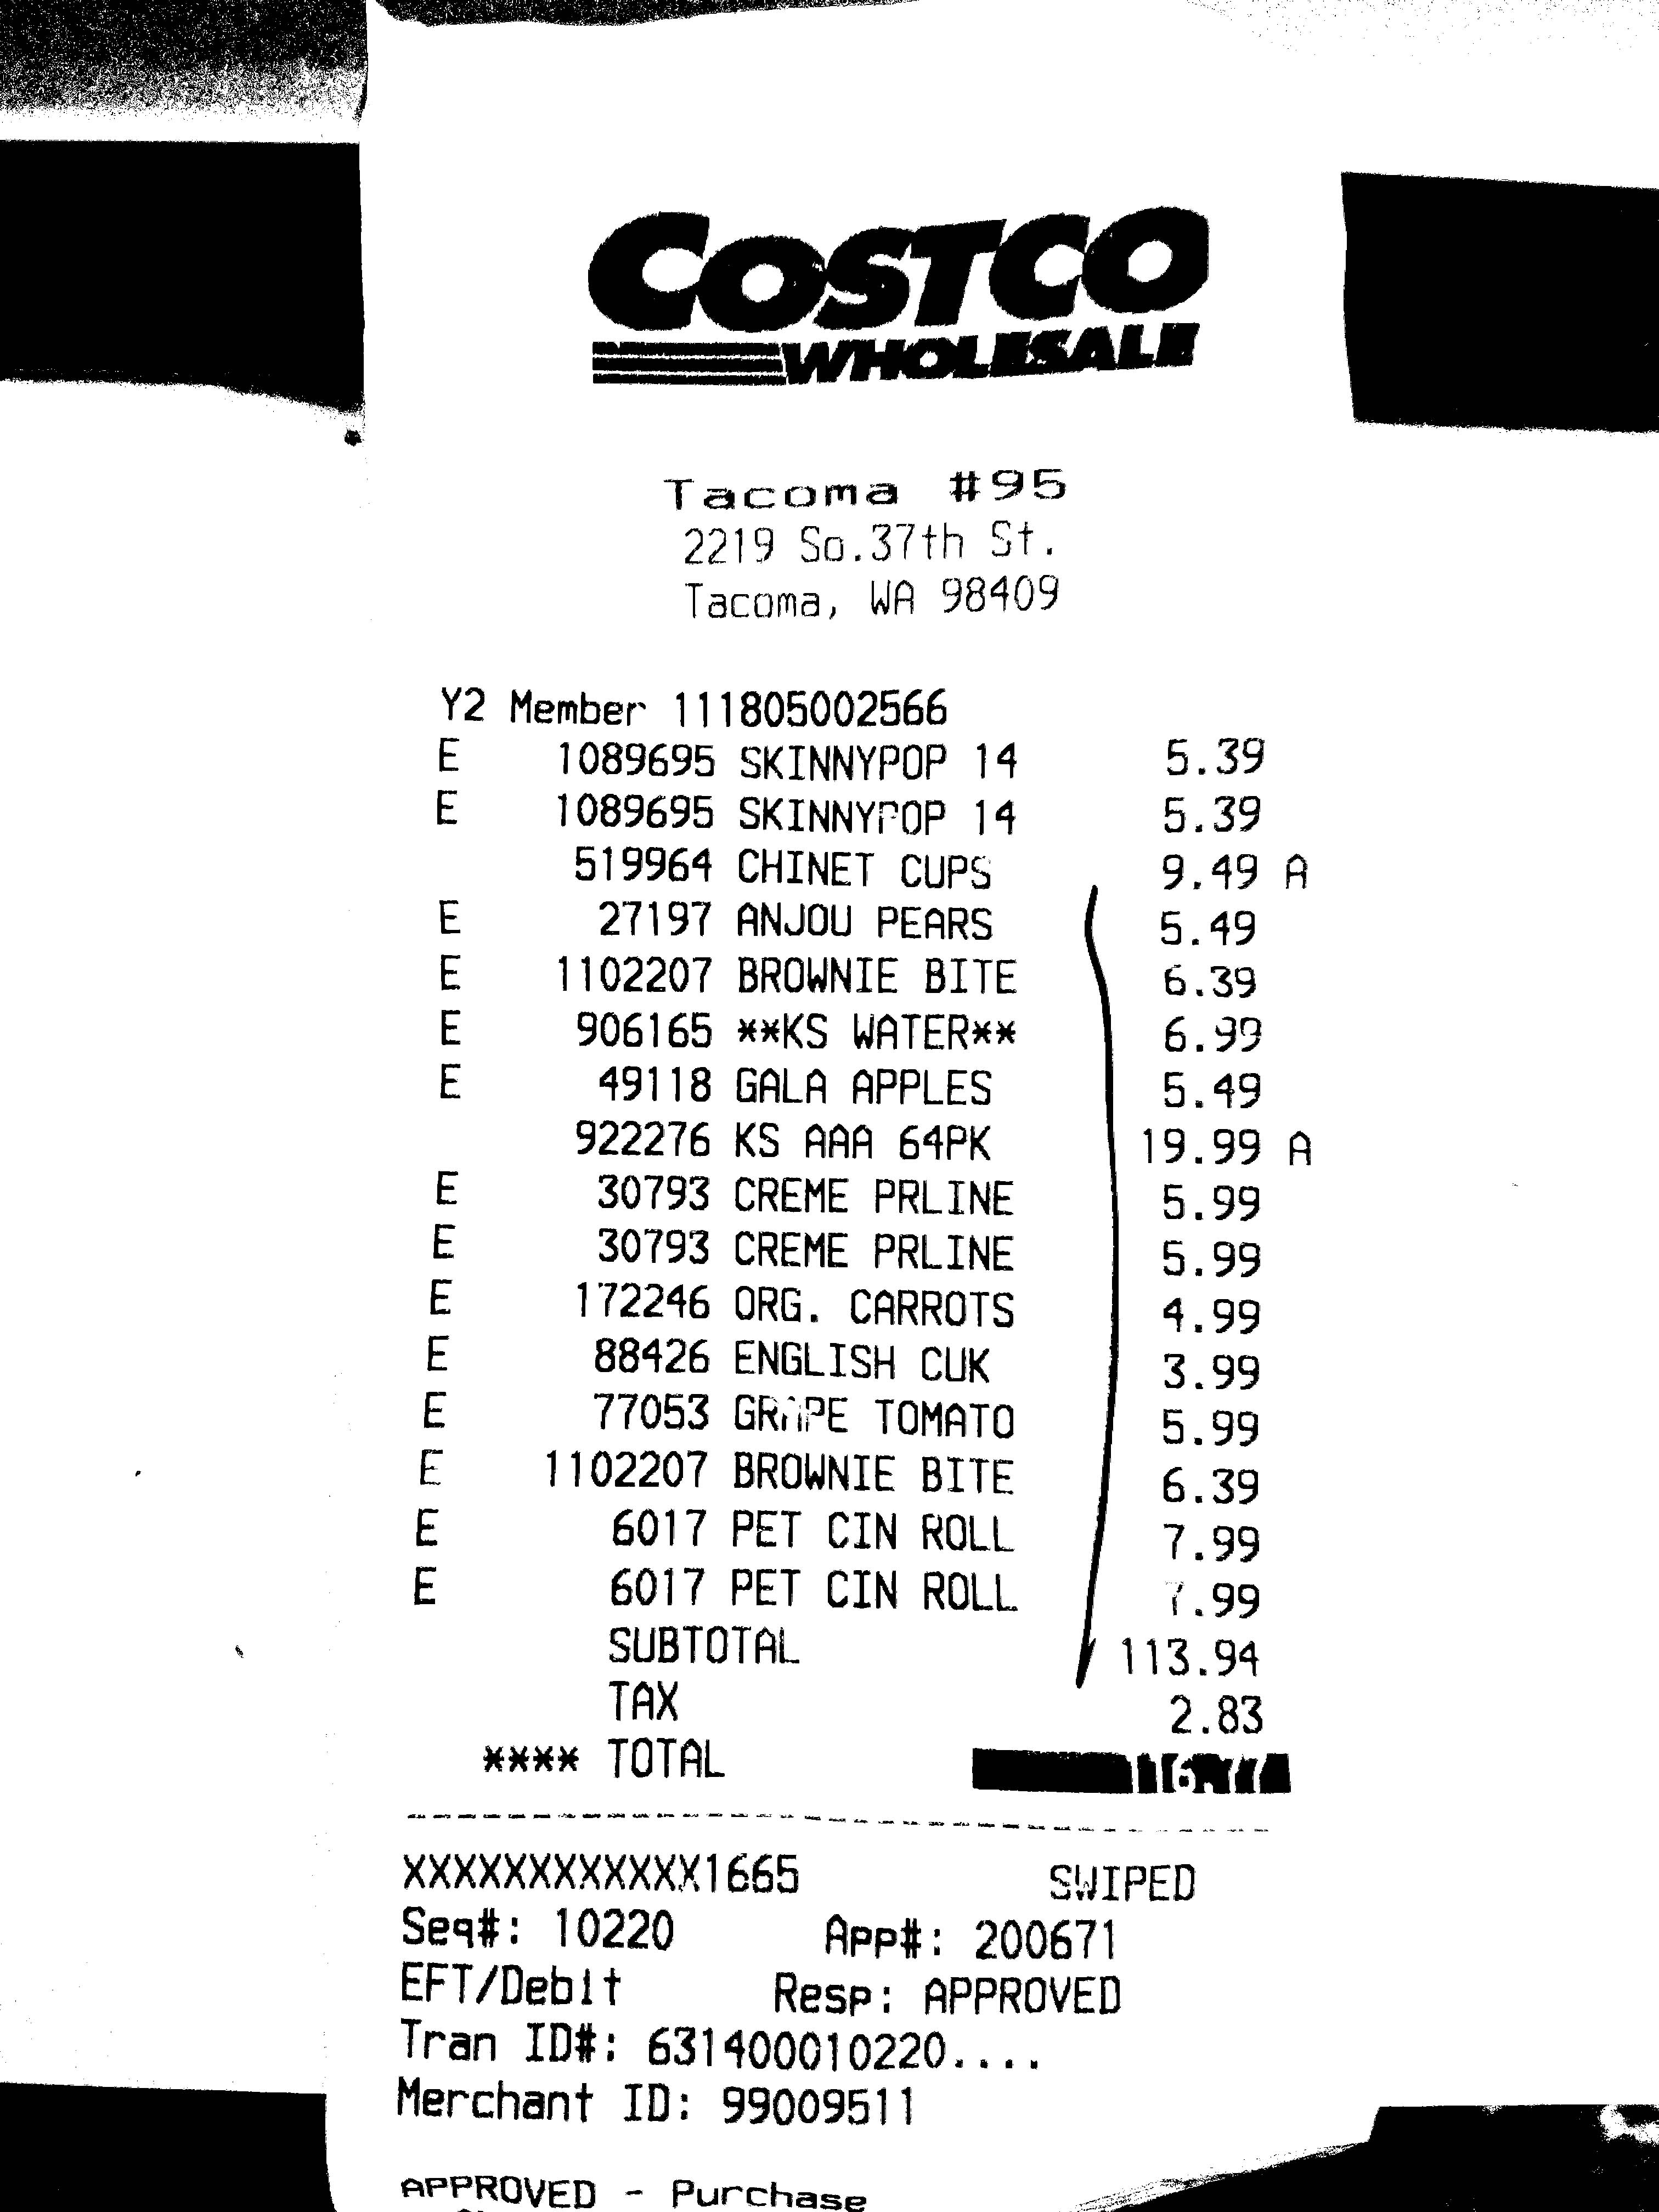 COSTCO
WHOLESALE
Tacoma #95
2219 So.37th St.
Tacoma, WA 98409
Y2 Member 111805002566
E 1089695 SKINNYPOP 14 5.39
E 1089695 SKINNYPOP 14 5.39
519964 CHINET CUPS 9.49 A
E 27197 ANJOU PEARS 5.49
E 1102207 BROWNIE BITE 6.39
E 906165 **KS WATER** 6.99
E 49118 GALA APPLES 5.49
922276 KS AAA 64PK 19.99 A
E 30793 CREME PRLINE 5.99
E 30793 CREME PRLINE 5.99
E 172246 ORG. CARROTS 4.99
E 88426 ENGLISH CUK 3.99
E 77053 GRAPE TOMATO 5.99
E 1102207 BROWNIE BITE 6.39
E 6017 PET CIN ROLL 7.99
E 6017 PET CIN ROLL 7.99
SUBTOTAL 113.94
TAX 2.83
**** TOTAL
XXXXXXXXXXXX1665 SWIPED
Seq#: 10220 App#: 200671
EFT/Debit Resp: APPROVED
Tran ID#: 631400010220....
Merchant ID: 99009511
APPROVED - Purchase